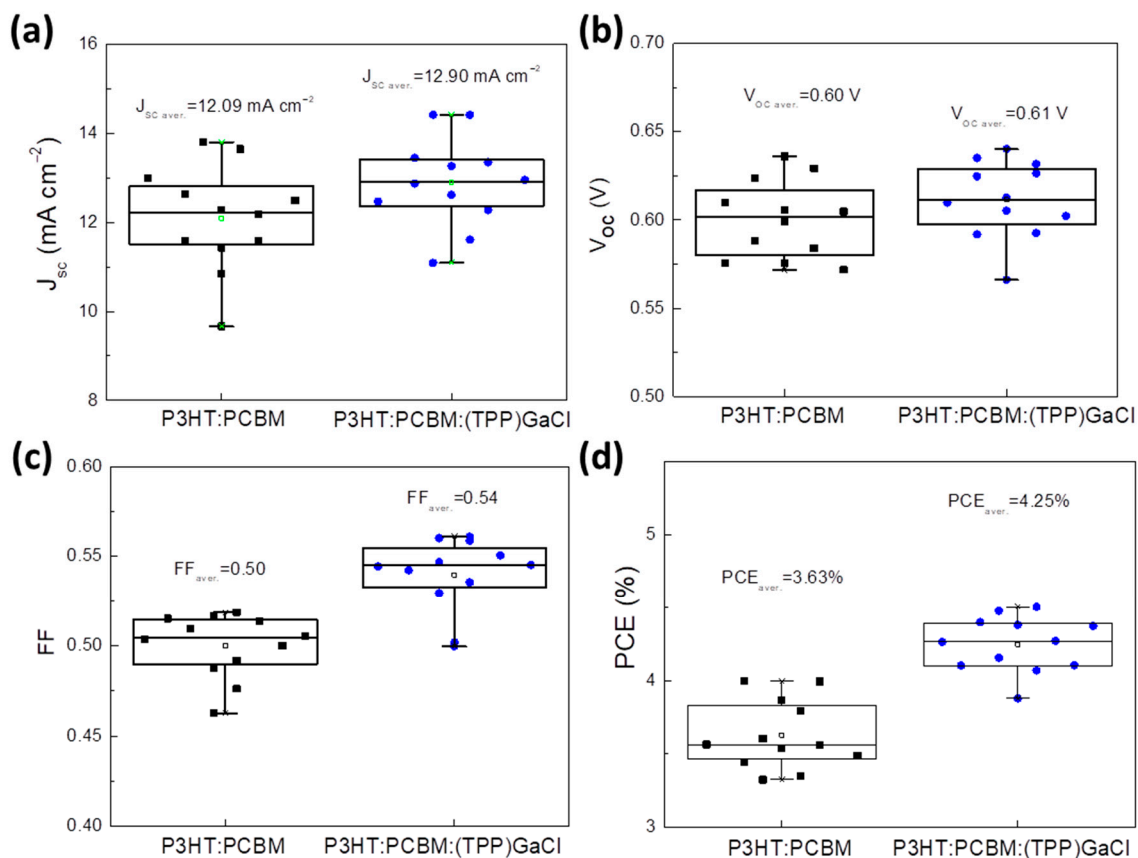 (a)
16
14
12
10
8
J_sc (mA cm⁻²)
J_SC aver.=12.09 mA cm⁻²
J_SC aver.=12.90 mA cm⁻²
P3HT:PCBM
P3HT:PCBM:(TPP)GaCl
(b)
0.70
0.65
0.60
0.55
0.50
V_oc (V)
V_OC aver.=0.60 V
V_OC aver.=0.61 V
P3HT:PCBM
P3HT:PCBM:(TPP)GaCl
(c)
0.60
0.55
0.50
0.45
0.40
FF
FF_aver.=0.50
FF_aver.=0.54
P3HT:PCBM
P3HT:PCBM:(TPP)GaCl
(d)
5
4
3
PCE (%)
PCE_aver.=3.63%
PCE_aver.=4.25%
P3HT:PCBM
P3HT:PCBM:(TPP)GaCl